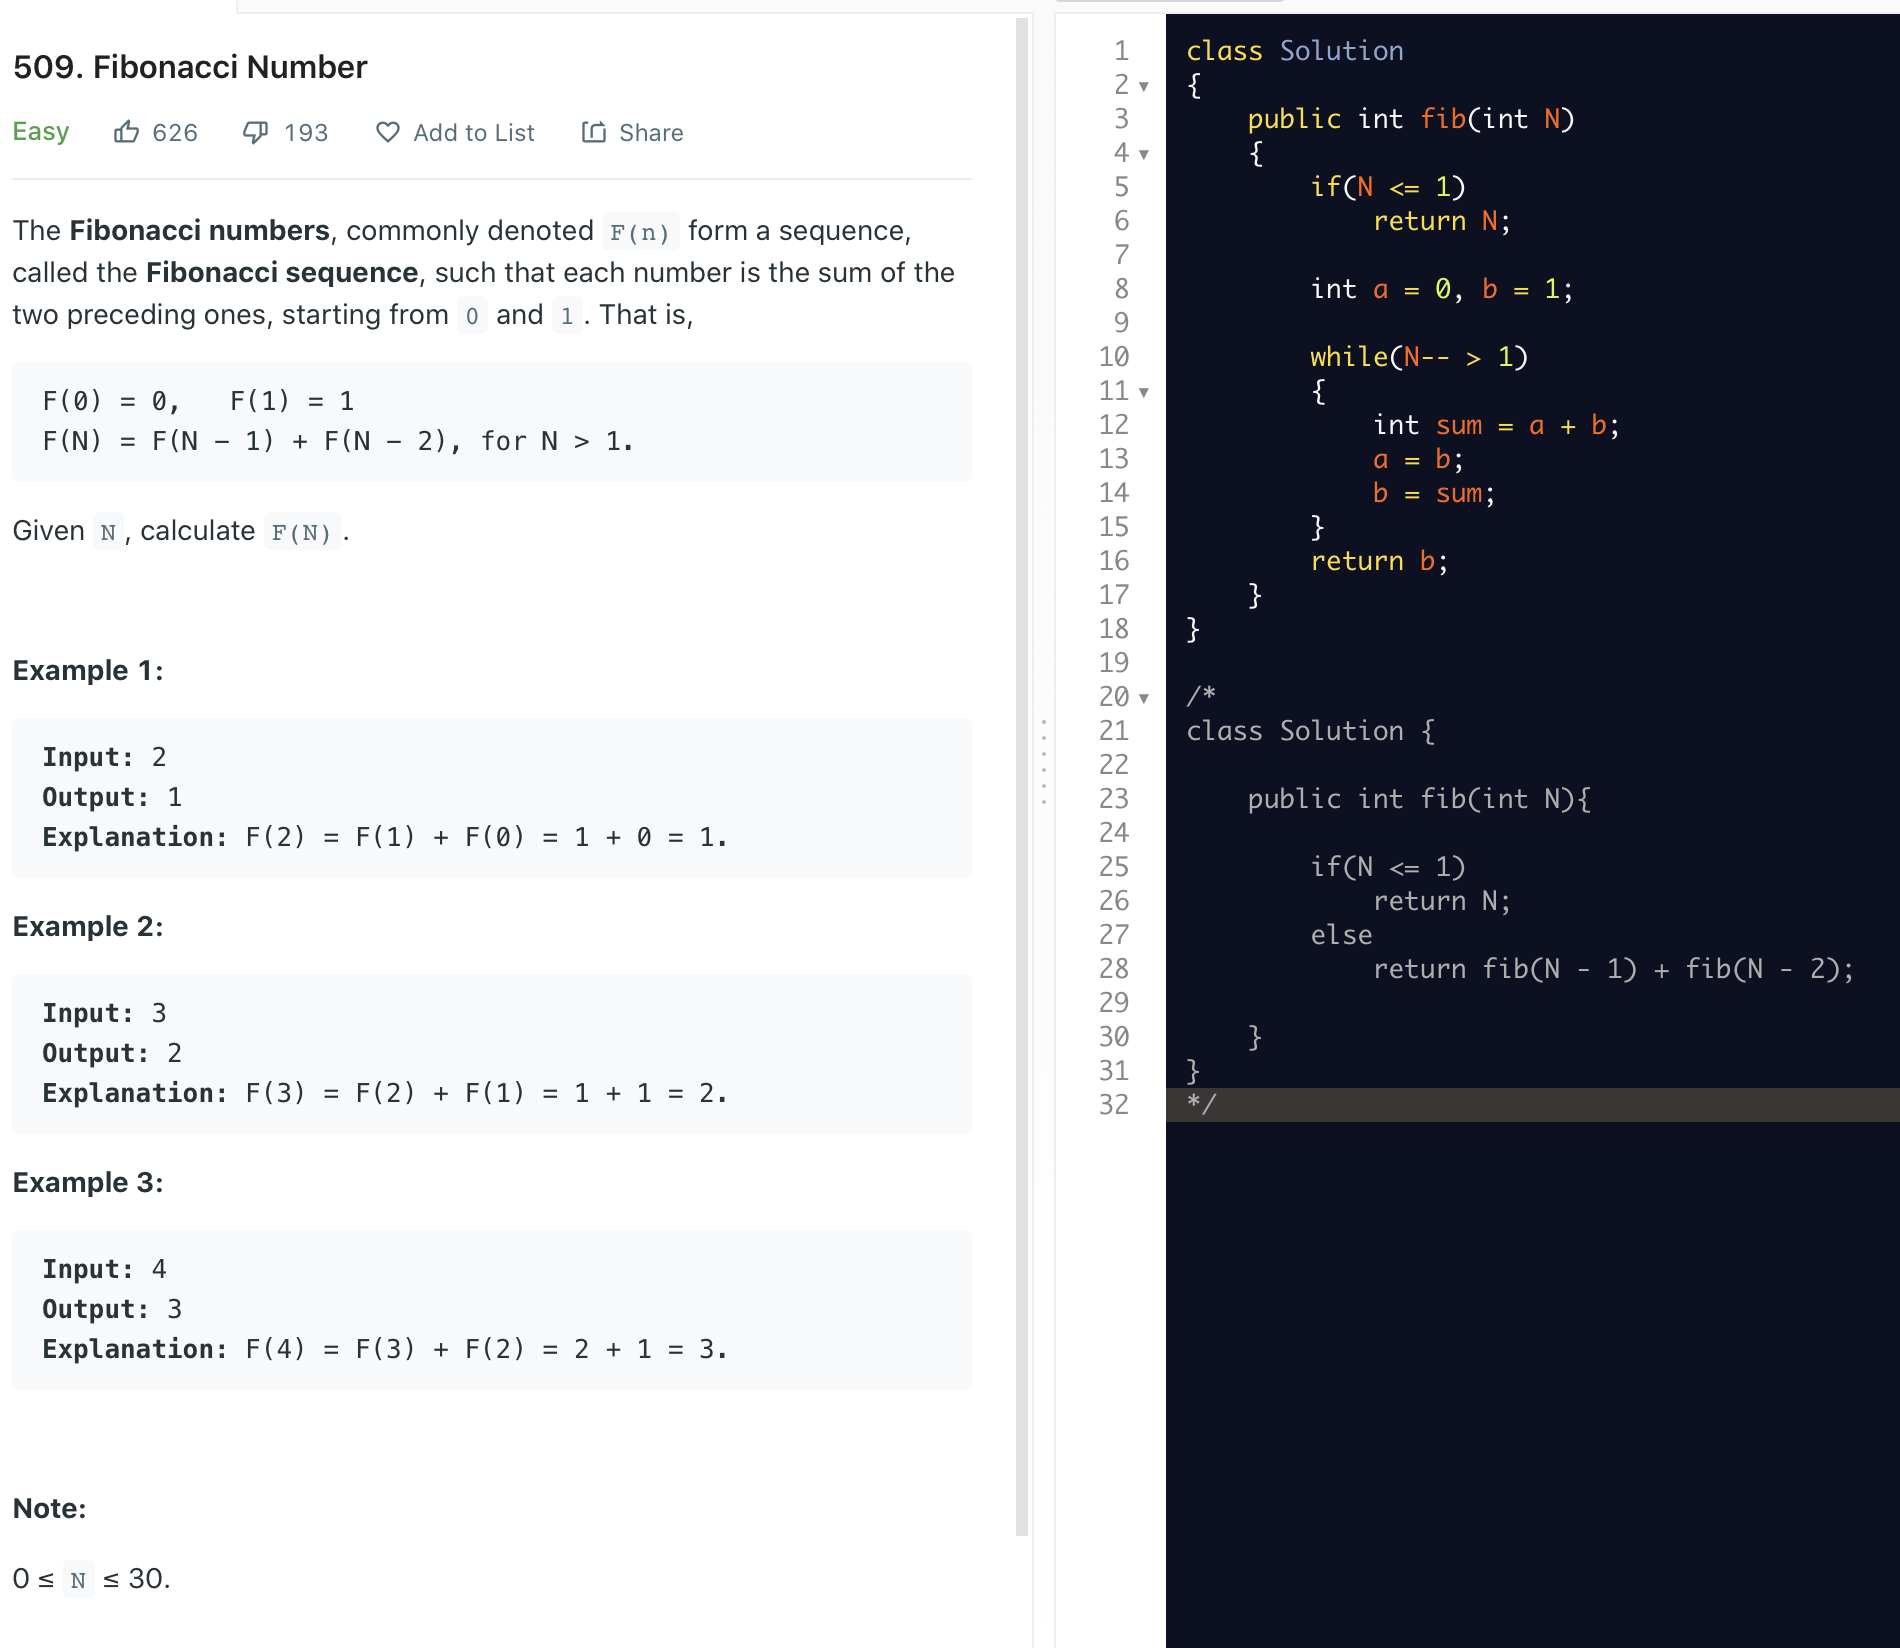 509. Fibonacci Number
Easy 626 193 Add to List Share
The Fibonacci numbers, commonly denoted F(n) form a sequence,
called the Fibonacci sequence, such that each number is the sum of the
two preceding ones, starting from 0 and 1. That is,
F(0) = 0,   F(1) = 1
F(N) = F(N - 1) + F(N - 2), for N > 1.
Given N, calculate F(N).
Example 1:
Input: 2
Output: 1
Explanation: F(2) = F(1) + F(0) = 1 + 0 = 1.
Example 2:
Input: 3
Output: 2
Explanation: F(3) = F(2) + F(1) = 1 + 1 = 2.
Example 3:
Input: 4
Output: 3
Explanation: F(4) = F(3) + F(2) = 2 + 1 = 3.
Note:
0 ≤ N ≤ 30.
1 class Solution
2 {
3     public int fib(int N)
4     {
5         if(N <= 1)
6             return N;
7
8         int a = 0, b = 1;
9
10         while(N-- > 1)
11         {
12             int sum = a + b;
13             a = b;
14             b = sum;
15         }
16         return b;
17     }
18 }
19
20 /*
21 class Solution {
22
23     public int fib(int N){
24
25         if(N <= 1)
26             return N;
27         else
28             return fib(N - 1) + fib(N - 2);
29
30     }
31 }
32 */